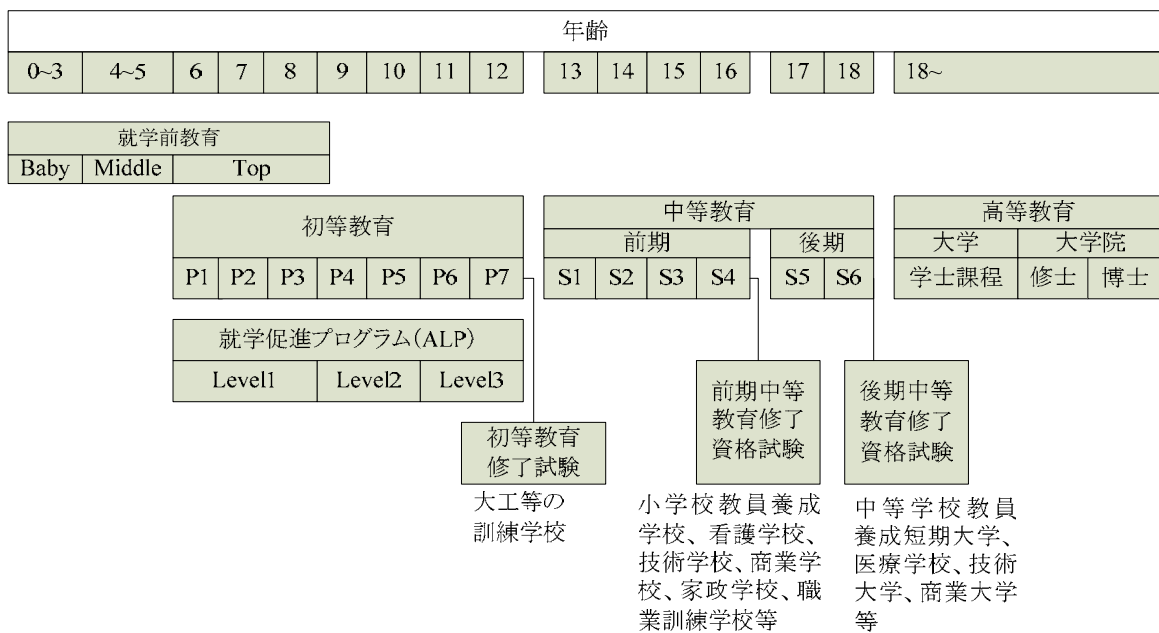 年齢
0~3 4~5 6 7 8 9 10 11 12 13 14 15 16 17 18 18~
就学前教育
Baby Middle Top
初等教育
中等教育
高等教育
前期 後期 大学 大学院
P1 P2 P3 P4 P5 P6 P7 S1 S2 S3 S4 S5 S6 学士課程 修士 博士
就学促進プログラム(ALP)
Level1 Level2 Level3
初等教育
修了試験
大工等の
訓練学校
前期中等
教育修了
資格試験
小学校教員養成
学校、看護学校、
技術学校、商業学
校、家政学校、職
業訓練学校等
後期中等
教育修了
資格試験
中等学校教員
養成短期大学、
医療学校、技術
大学、商業大学
等